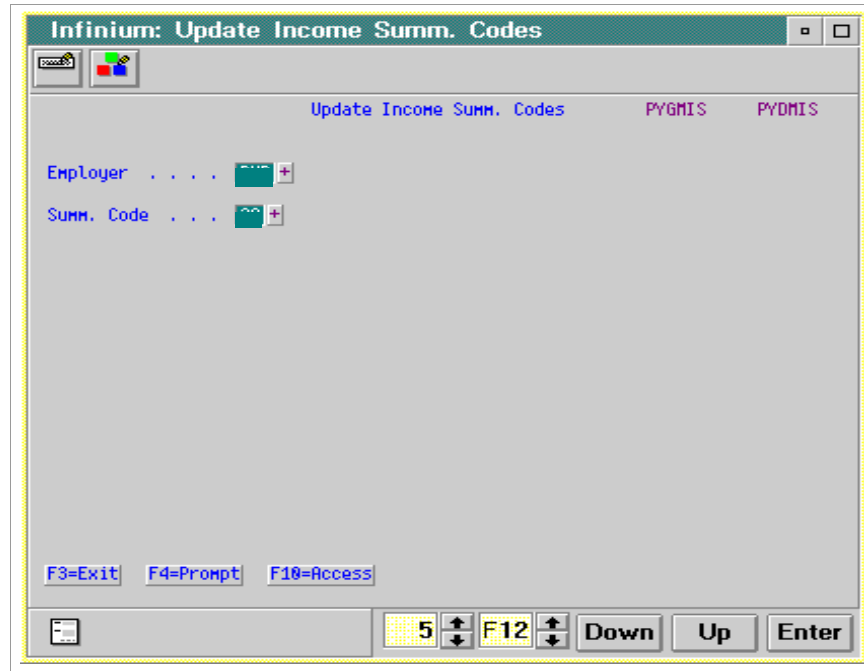 Infinium: Update Income Summ. Codes
Update Income Summ. Codes PYGMIS PYDMIS
Employer . . . . +
Summ. Code . . . +
F3=Exit F4=Prompt F10=Access
5 F12 Down Up Enter